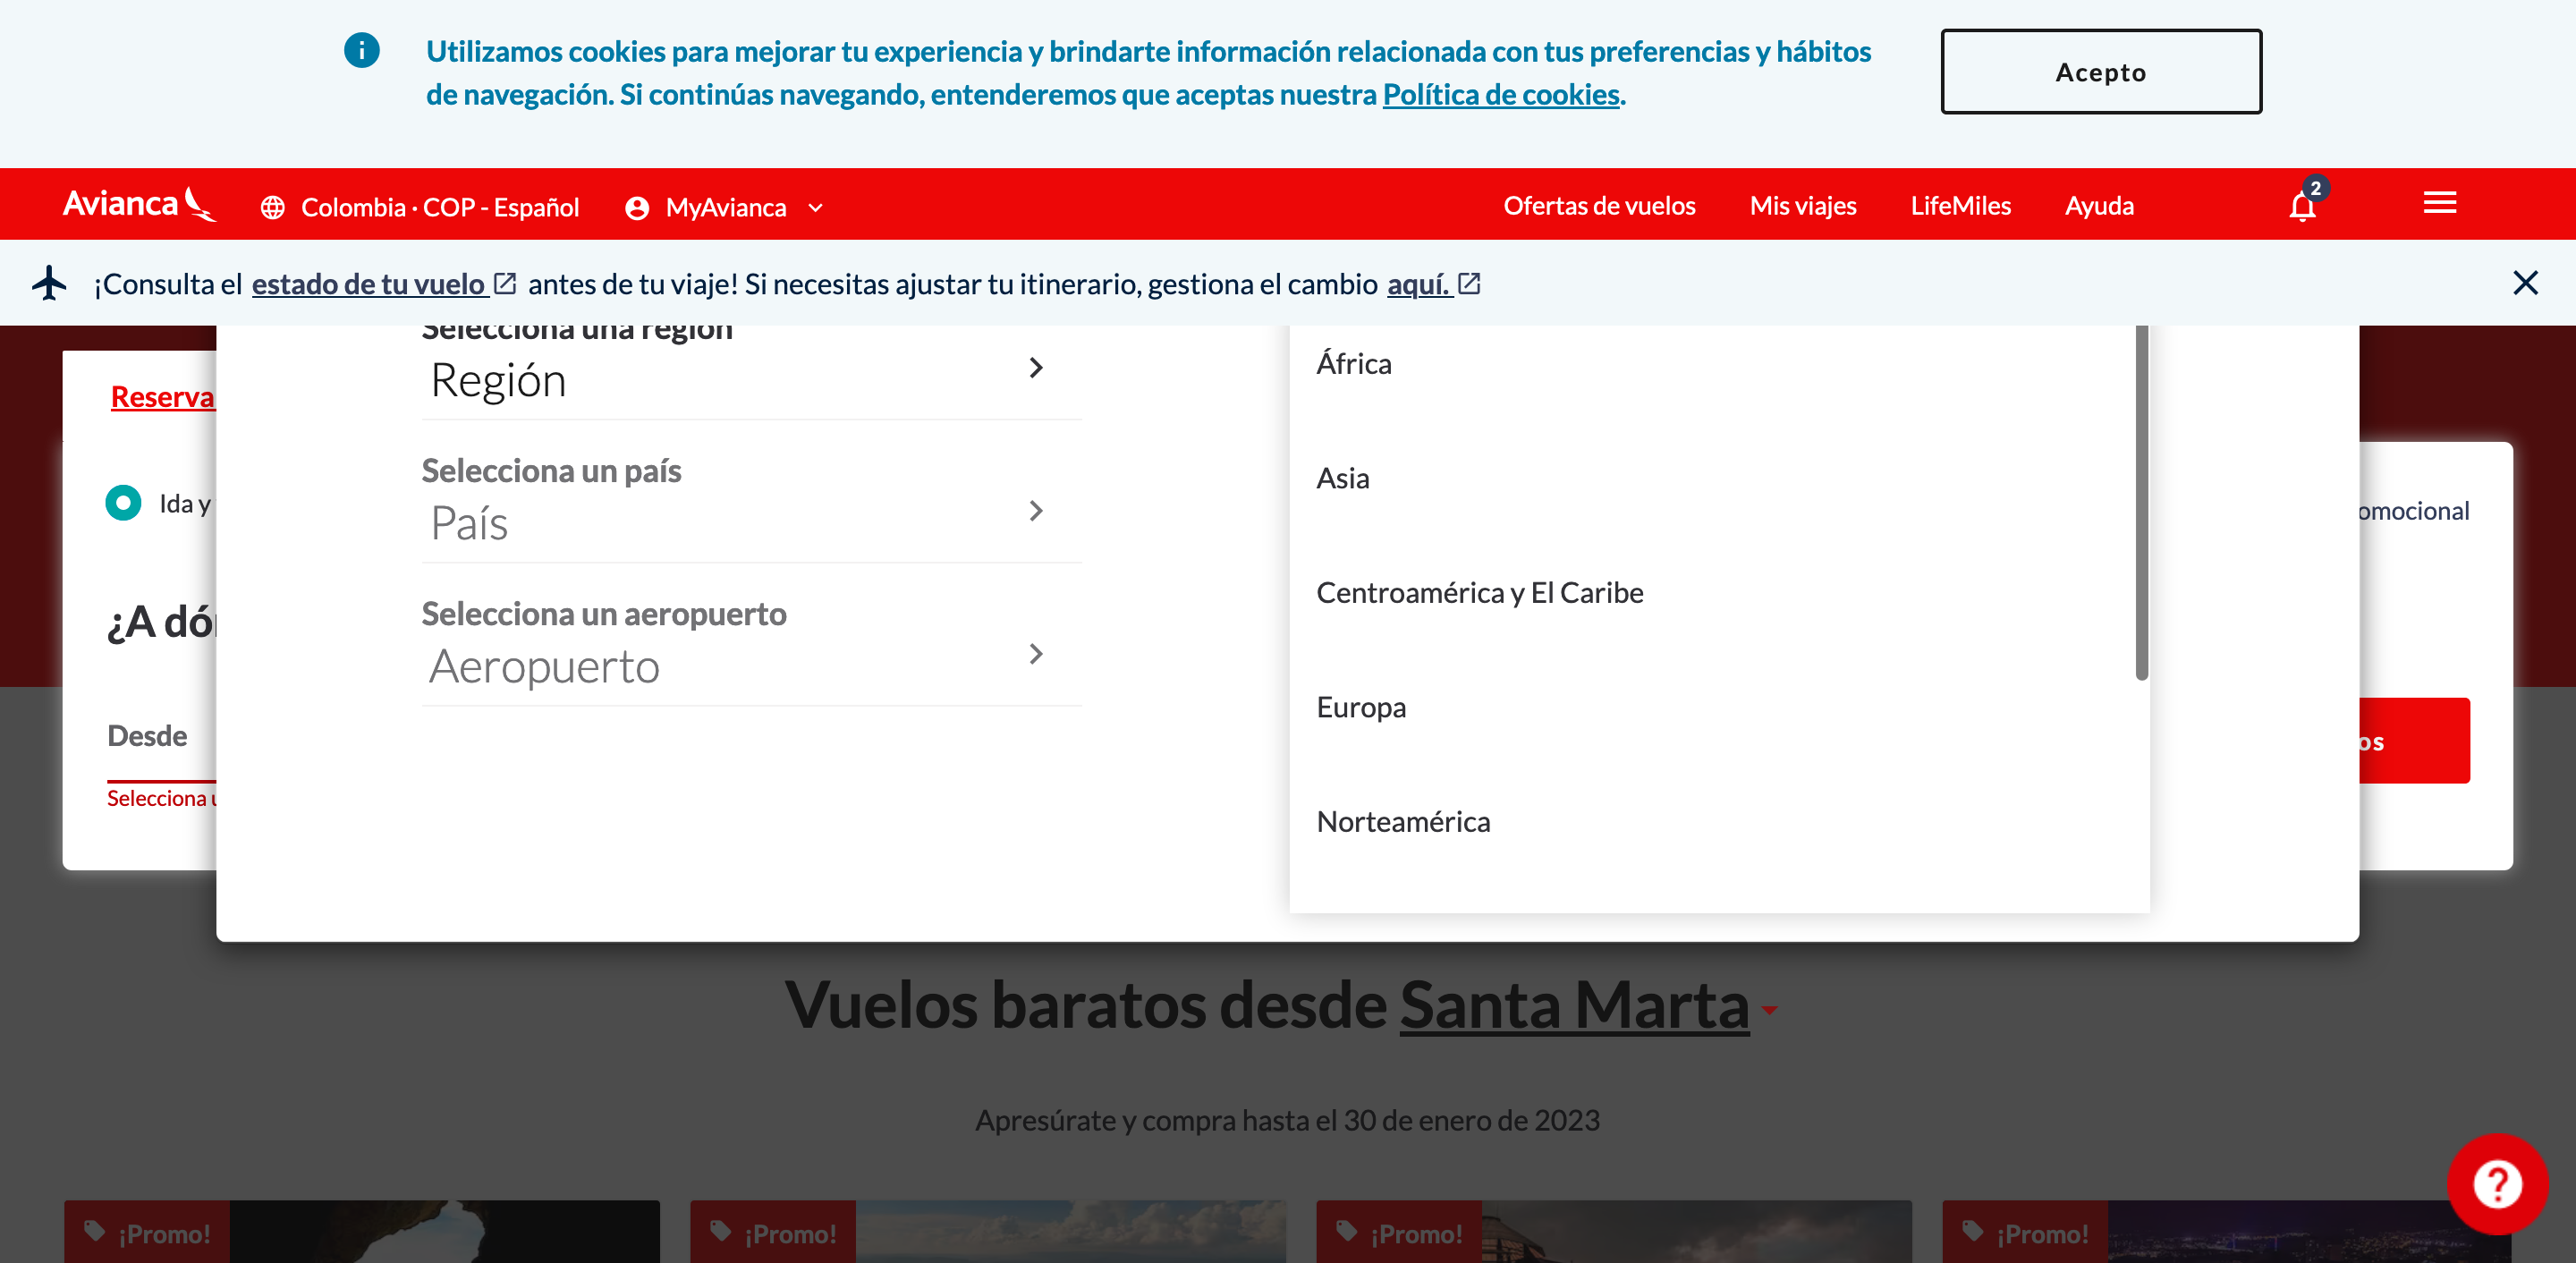 Utilizamos cookies para mejorar tu experiencia y brindarte información relacionada con tus preferencias y hábitos
de navegación. Si continúas navegando, entenderemos que aceptas nuestra Política de cookies.
Acepto
Avianca
Colombia · COP - Español
MyAvianca
Ofertas de vuelos
Mis viajes
LifeMiles
Ayuda
2
¡Consulta el estado de tu vuelo antes de tu viaje! Si necesitas ajustar tu itinerario, gestiona el cambio aquí.
Selecciona una región
Región
Selecciona un país
País
Selecciona un aeropuerto
Aeropuerto
África
Asia
Centroamérica y El Caribe
Europa
Norteamérica
Reserva
Ida y
omocional
¿A dón
Desde
Selecciona u
os
Vuelos baratos desde Santa Marta
Apresúrate y compra hasta el 30 de enero de 2023
¡Promo!
¡Promo!
¡Promo!
¡Promo!